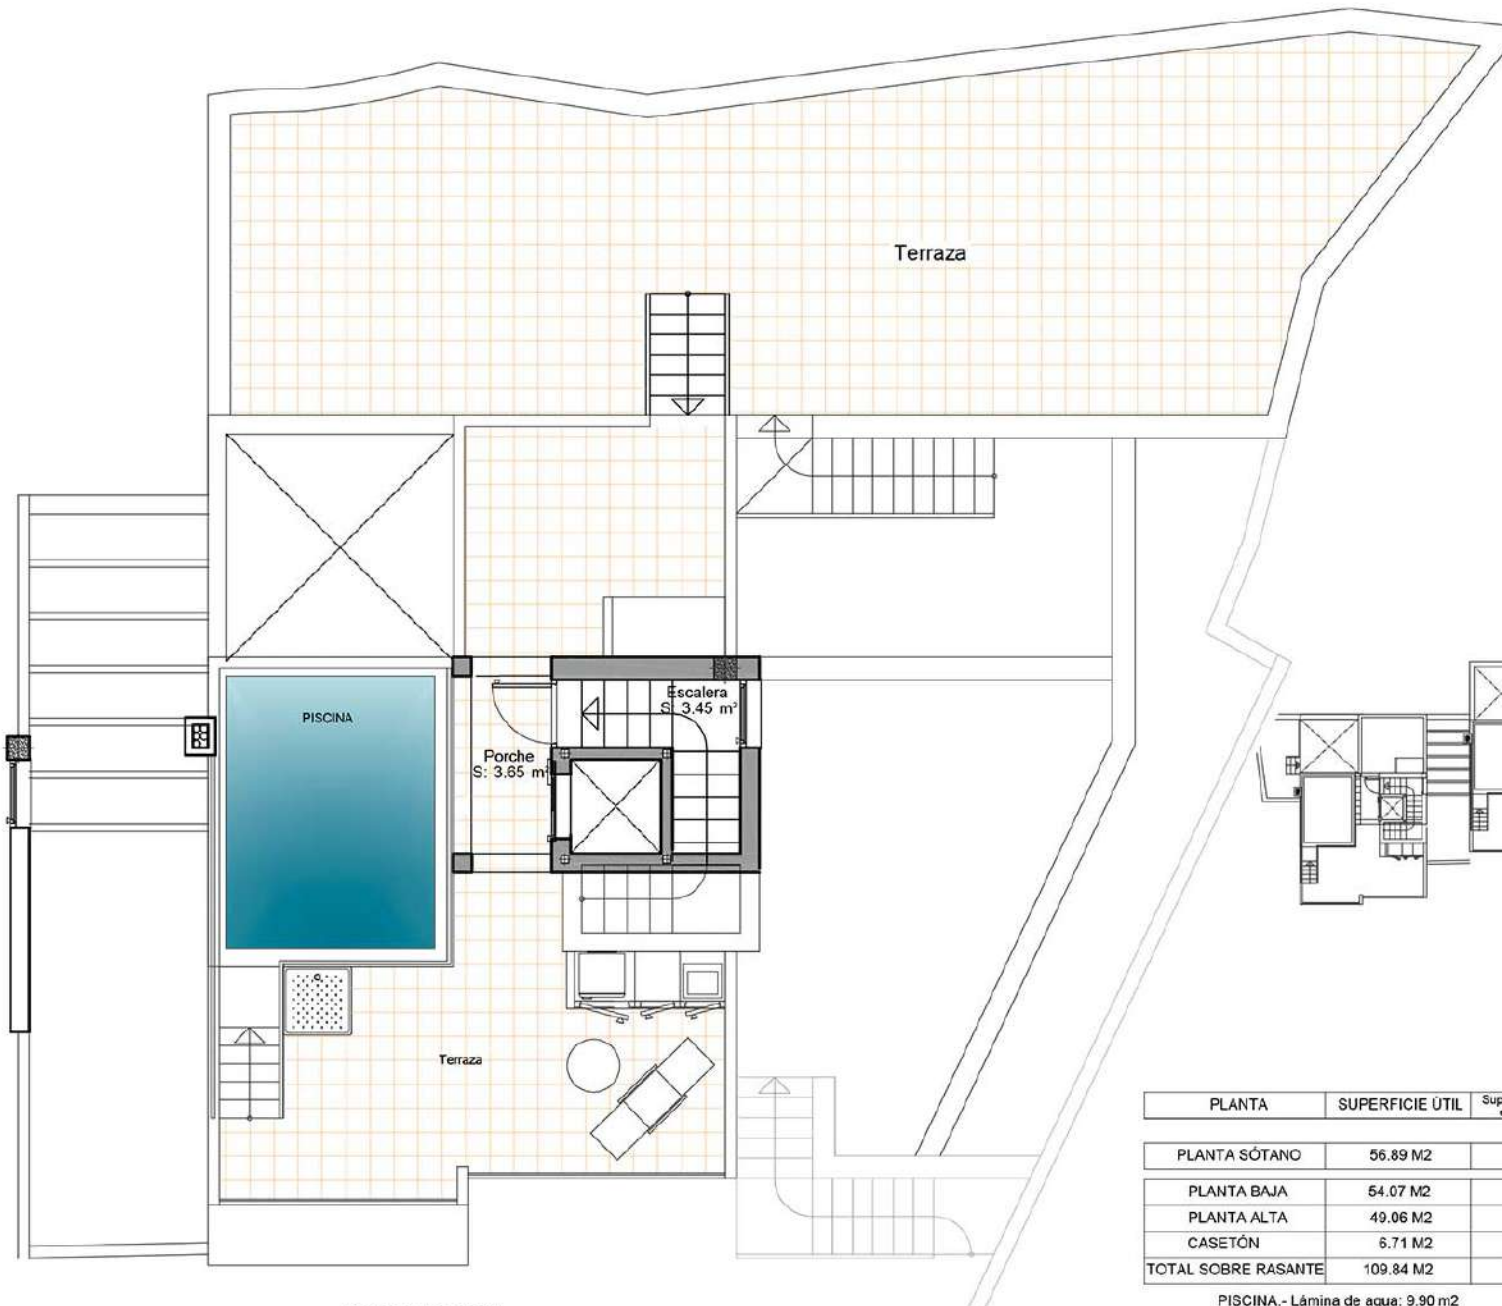 Terraza
Escalera
S: 3.45 m²
PISCINA
Porche
S: 3.65 m²
Terraza
PLANTA SUPERFICIE ÚTIL
PLANTA SÓTANO 56.89 M2
PLANTA BAJA 54.07 M2
PLANTA ALTA 49.06 M2
CASETÓN 6.71 M2
TOTAL SOBRE RASANTE 109.84 M2
PISCINA.- Lámina de agua: 9.90 m2